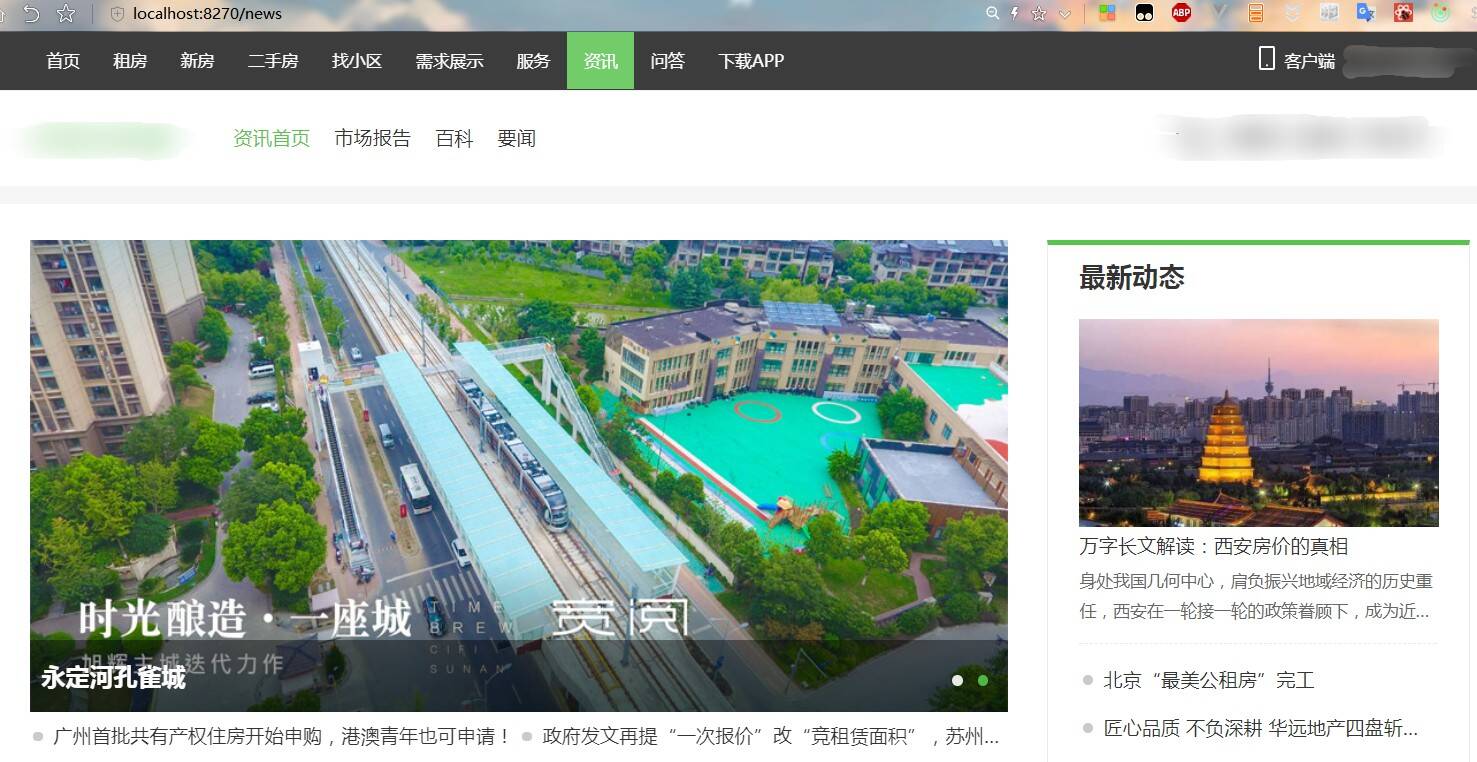 localhost:8270/news
ABP
首页 租房 新房 二手房 找小区 需求展示 服务 资讯 问答 下载APP 客户端
资讯首页 市场报告 百科 要闻
最新动态
时光酿造·一座城 TIME BREW CIFI SUNAN
旭辉主城迭代力作
永定河孔雀城
广州首批共有产权住房开始申购，港澳青年也可申请！ 政府发文再提“一次报价”改“竞租赁面积”，苏州...
万字长文解读：西安房价的真相
身处我国几何中心，肩负振兴地域经济的历史重
任，西安在一轮接一轮的政策眷顾下，成为近...
北京“最美公租房”完工
匠心品质 不负深耕 华远地产四盘斩...